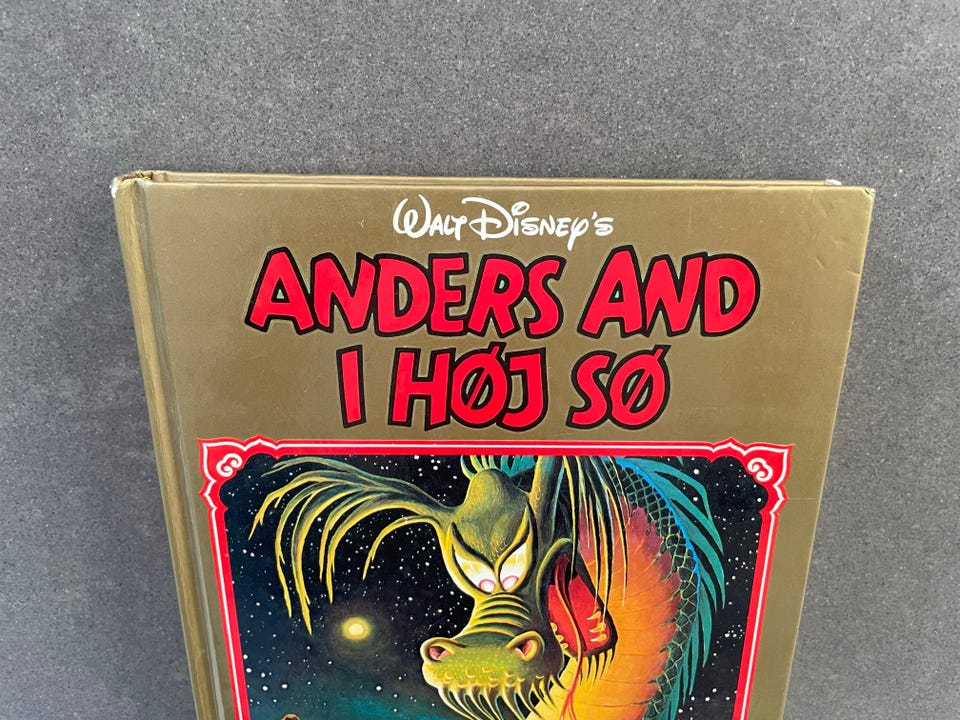 WALT DISNEY'S
ANDERS AND
I HØJ SØ